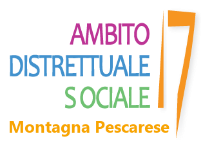 AMBITO
DISTRETTUALE
SOCIALE
17
Montagna Pescarese